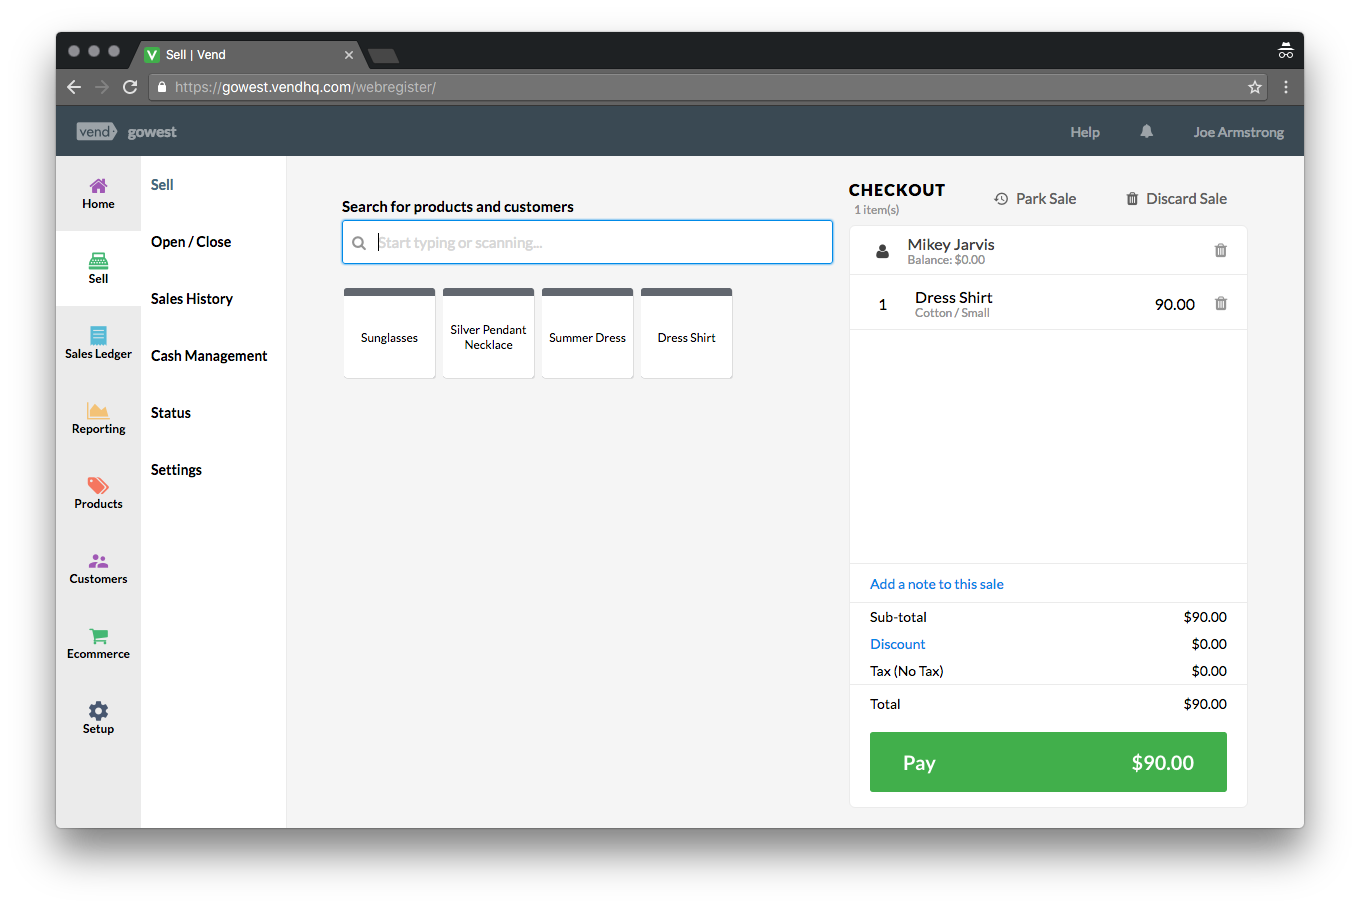 Sell | Vend
https://gowest.vendhq.com/webregister/
vend gowest
Help
Joe Armstrong
Home
Sell
Sales Ledger
Reporting
Products
Customers
Ecommerce
Setup
Sell
Open / Close
Sales History
Cash Management
Status
Settings
Search for products and customers
Start typing or scanning...
Sunglasses
Silver Pendant
Necklace
Summer Dress
Dress Shirt
CHECKOUT
1 item(s)
Park Sale
Discard Sale
Mikey Jarvis
Balance: $0.00
1 Dress Shirt 90.00
Cotton / Small
Add a note to this sale
Sub-total $90.00
Discount $0.00
Tax (No Tax) $0.00
Total $90.00
Pay $90.00